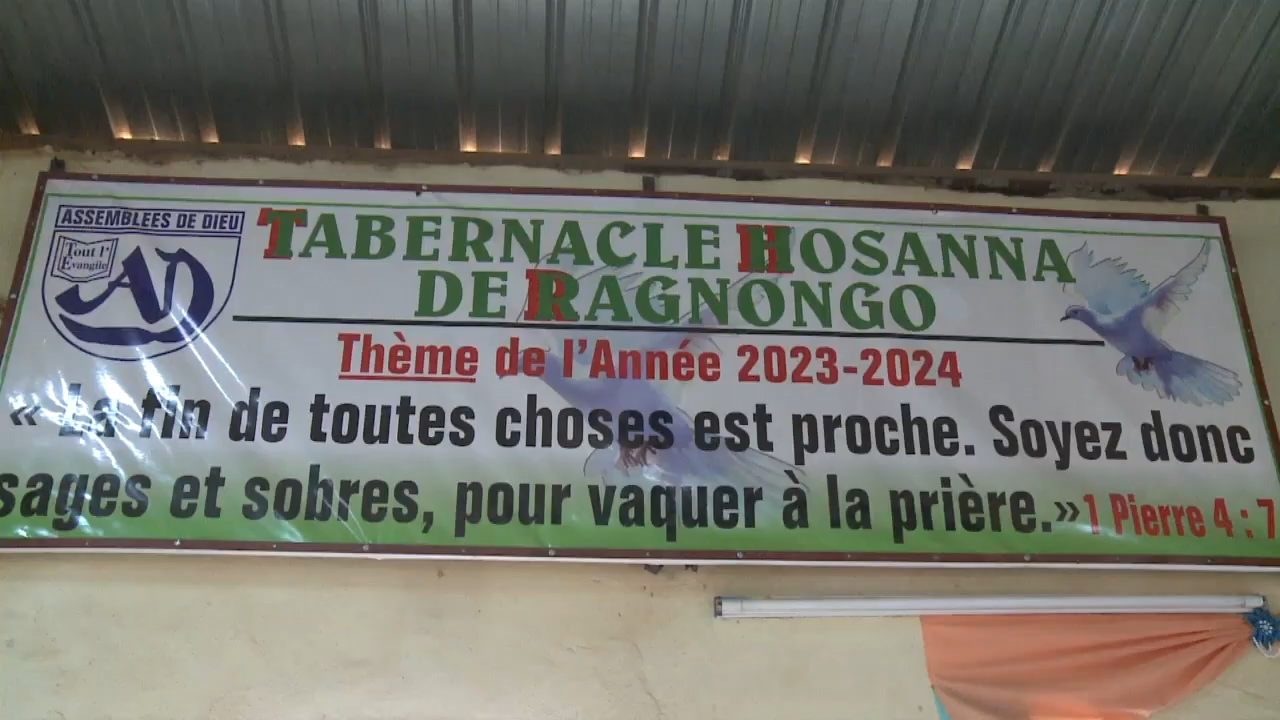 ASSEMBLEES DE DIEU
Tout l'
Evangile
AD
TABERNACLE HOSANNA
DE RAGNONGO
Thème de l'Année 2023-2024
« La fin de toutes choses est proche. Soyez donc
sages et sobres, pour vaquer à la prière.» 1 Pierre 4 : 7